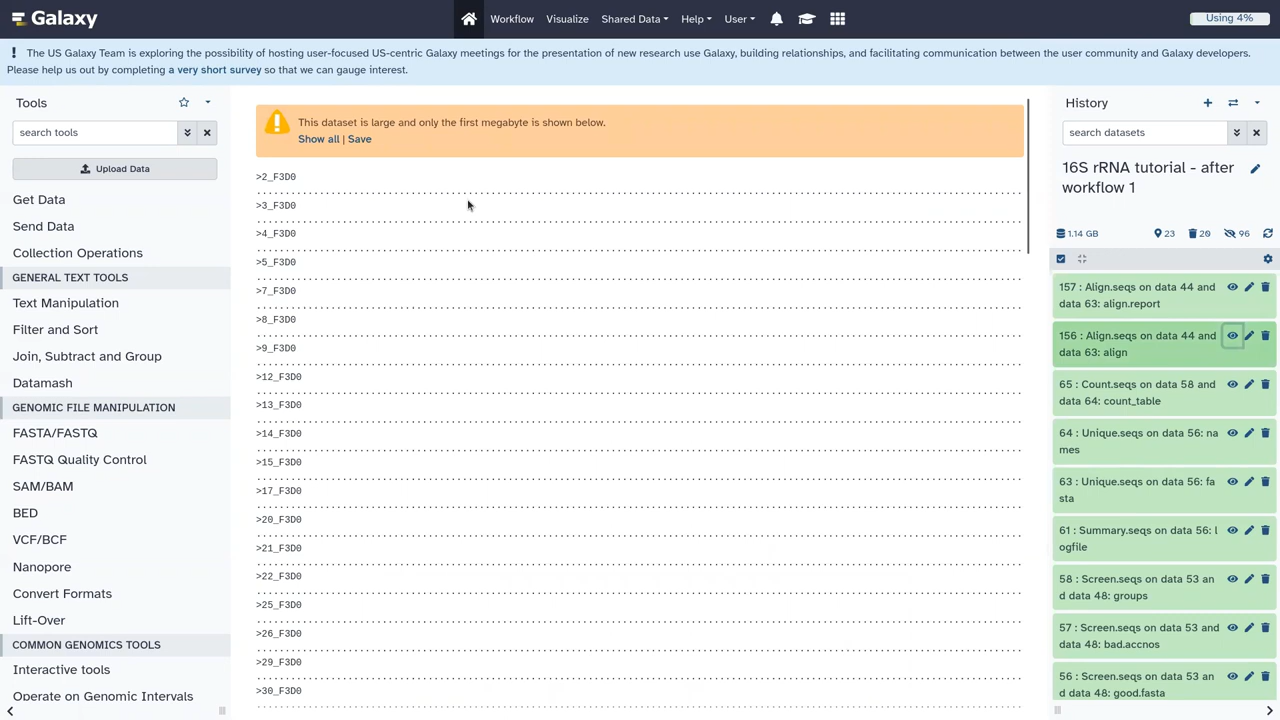 Galaxy
Workflow
Visualize
Shared Data
Help
User
Using 4%
The US Galaxy Team is exploring the possibility of hosting user-focused US-centric Galaxy meetings for the presentation of new research use Galaxy, building relationships, and facilitating communication between the user community and Galaxy developers.
Please help us out by completing a very short survey so that we can gauge interest.
Tools
search tools
Upload Data
Get Data
Send Data
Collection Operations
GENERAL TEXT TOOLS
Text Manipulation
Filter and Sort
Join, Subtract and Group
Datamash
GENOMIC FILE MANIPULATION
FASTA/FASTQ
FASTQ Quality Control
SAM/BAM
BED
VCF/BCF
Nanopore
Convert Formats
Lift-Over
COMMON GENOMICS TOOLS
Interactive tools
Operate on Genomic Intervals
This dataset is large and only the first megabyte is shown below.
Show all | Save
>2_F3D0
>3_F3D0
>4_F3D0
>5_F3D0
>7_F3D0
>8_F3D0
>9_F3D0
>12_F3D0
>13_F3D0
>14_F3D0
>15_F3D0
>17_F3D0
>20_F3D0
>21_F3D0
>22_F3D0
>25_F3D0
>26_F3D0
>29_F3D0
>30_F3D0
History
search datasets
16S rRNA tutorial - after
workflow 1
1.14 GB
23
20
96
157 : Align.seqs on data 44 and
data 63: align.report
156 : Align.seqs on data 44 and
data 63: align
65 : Count.seqs on data 58 and
data 64: count_table
64 : Unique.seqs on data 56: na
mes
63 : Unique.seqs on data 56: fa
sta
61 : Summary.seqs on data 56: l
ogfile
58 : Screen.seqs on data 53 an
d data 48: groups
57 : Screen.seqs on data 53 and
data 48: bad.accnos
56 : Screen.seqs on data 53 an
d data 48: good.fasta